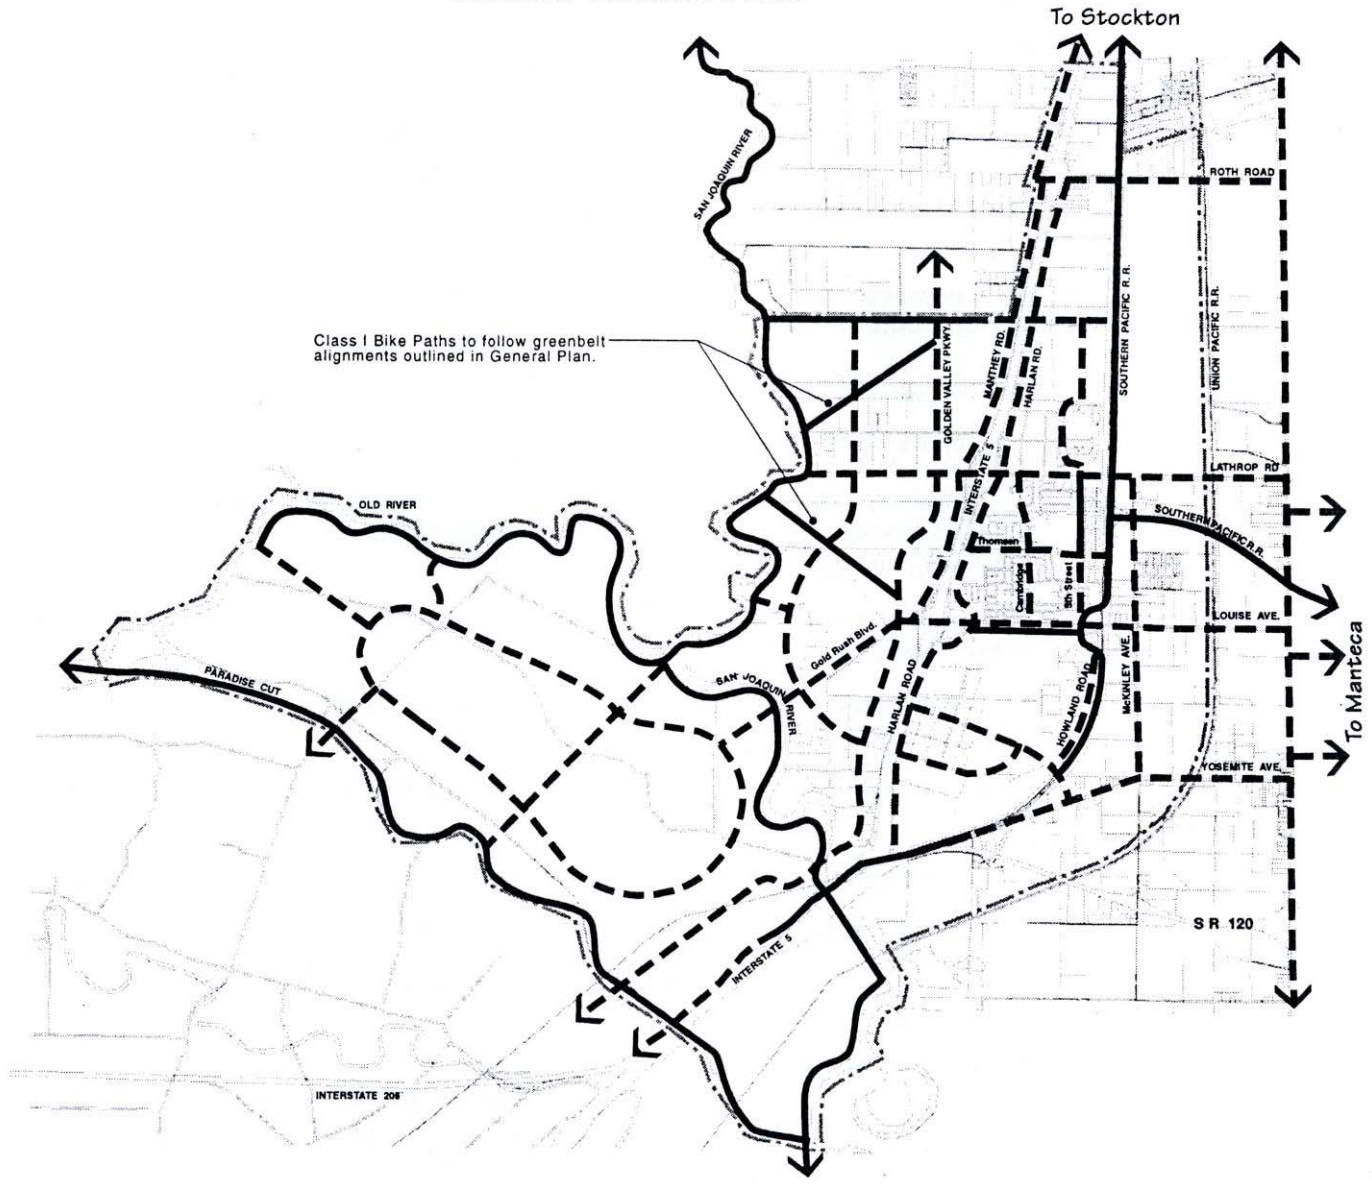 To Stockton
SAN JOAQUIN RIVER
ROTH ROAD
SOUTHERN PACIFIC R.R.
UNION PACIFIC R.R.
Class I Bike Paths to follow greenbelt
alignments outlined in General Plan.
GOLDEN VALLEY PKWY.
MANTHEY RD.
HARLAN RD.
INTERSTATE 5
LATHROP RD
OLD RIVER
SOUTHERN PACIFIC R.R.
Thomsen
Cambridge
5th Street
LOUISE AVE.
Gold Rush Blvd.
PARADISE CUT
SAN JOAQUIN
RIVER
HARLAN ROAD
HOWLAND ROAD
McKINLEY AVE.
To Manteca
YOSEMITE AVE.
SR 120
INTERSTATE 5
INTERSTATE 205